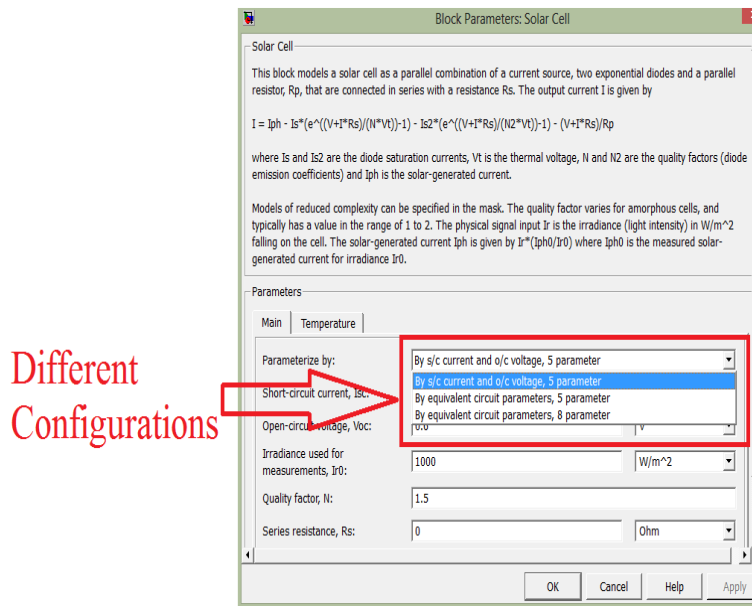 Block Parameters: Solar Cell
Solar Cell
This block models a solar cell as a parallel combination of a current source, two exponential diodes and a parallel
resistor, Rp, that are connected in series with a resistance Rs. The output current I is given by
I = Iph - Is*(e^((V+I*Rs)/(N*Vt))-1) - Is2*(e^((V+I*Rs)/(N2*Vt))-1) - (V+I*Rs)/Rp
where Is and Is2 are the diode saturation currents, Vt is the thermal voltage, N and N2 are the quality factors (diode
emission coefficients) and Iph is the solar-generated current.
Models of reduced complexity can be specified in the mask. The quality factor varies for amorphous cells, and
typically has a value in the range of 1 to 2. The physical signal input Ir is the irradiance (light intensity) in W/m^2
falling on the cell. The solar-generated current Iph is given by Ir*(Iph0/Ir0) where Iph0 is the measured solar-
generated current for irradiance Ir0.
Parameters
Main Temperature
Parameterize by: By s/c current and o/c voltage, 5 parameter
By s/c current and o/c voltage, 5 parameter
Short-circuit current, Isc: By equivalent circuit parameters, 5 parameter
By equivalent circuit parameters, 8 parameter
Open-circuit voltage, Voc:
Different
Configurations
Irradiance used for
measurements, Ir0: 1000 W/m^2
Quality factor, N: 1.5
Series resistance, Rs: 0 Ohm
OK Cancel Help Apply